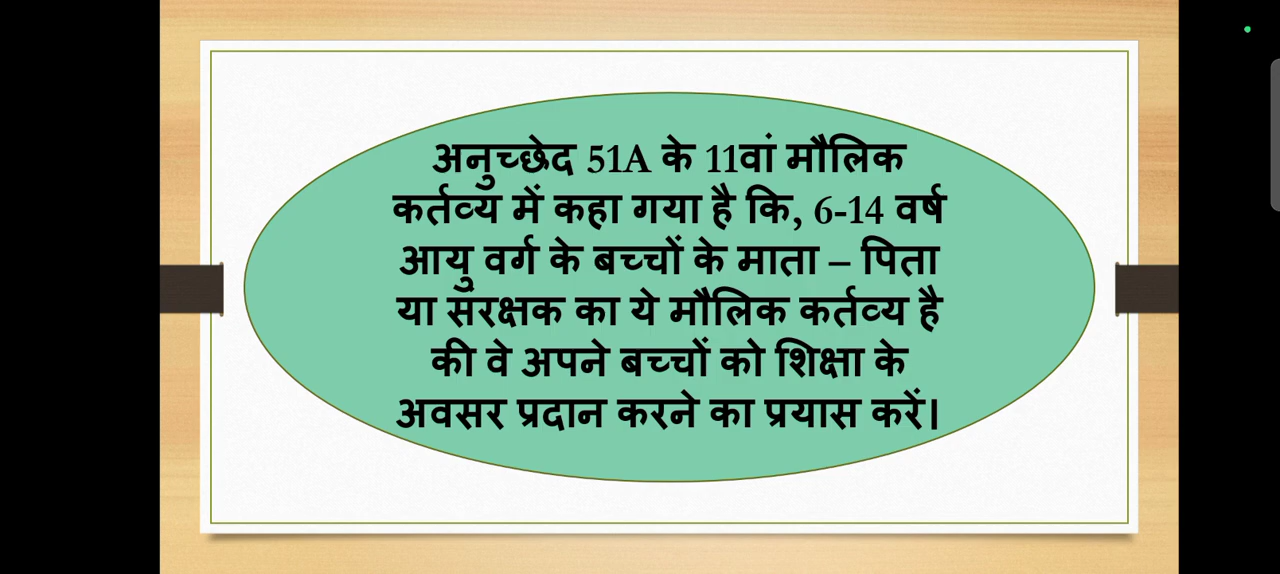 अनुच्छेद 51A के 11वां मौलिक
कर्तव्य में कहा गया है कि, 6-14 वर्ष
आयु वर्ग के बच्चों के माता – पिता
या संरक्षक का ये मौलिक कर्तव्य है
की वे अपने बच्चों को शिक्षा के
अवसर प्रदान करने का प्रयास करें।